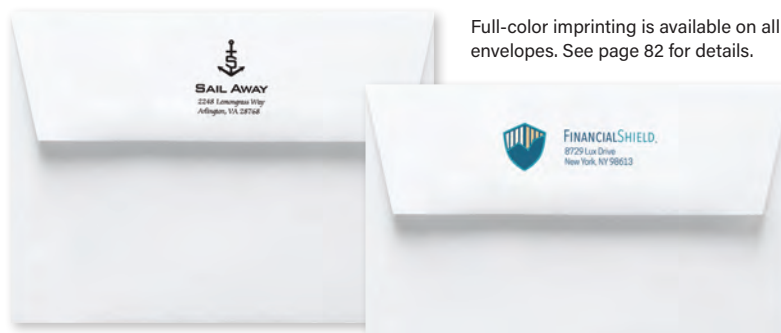 Full-color imprinting is available on all
envelopes. See page 82 for details.
S
SAIL AWAY
2248 Lemongrass Way
Arlington, VA 28768
FINANCIALSHIELD.
8729 Lux Drive
New York, NY 98613